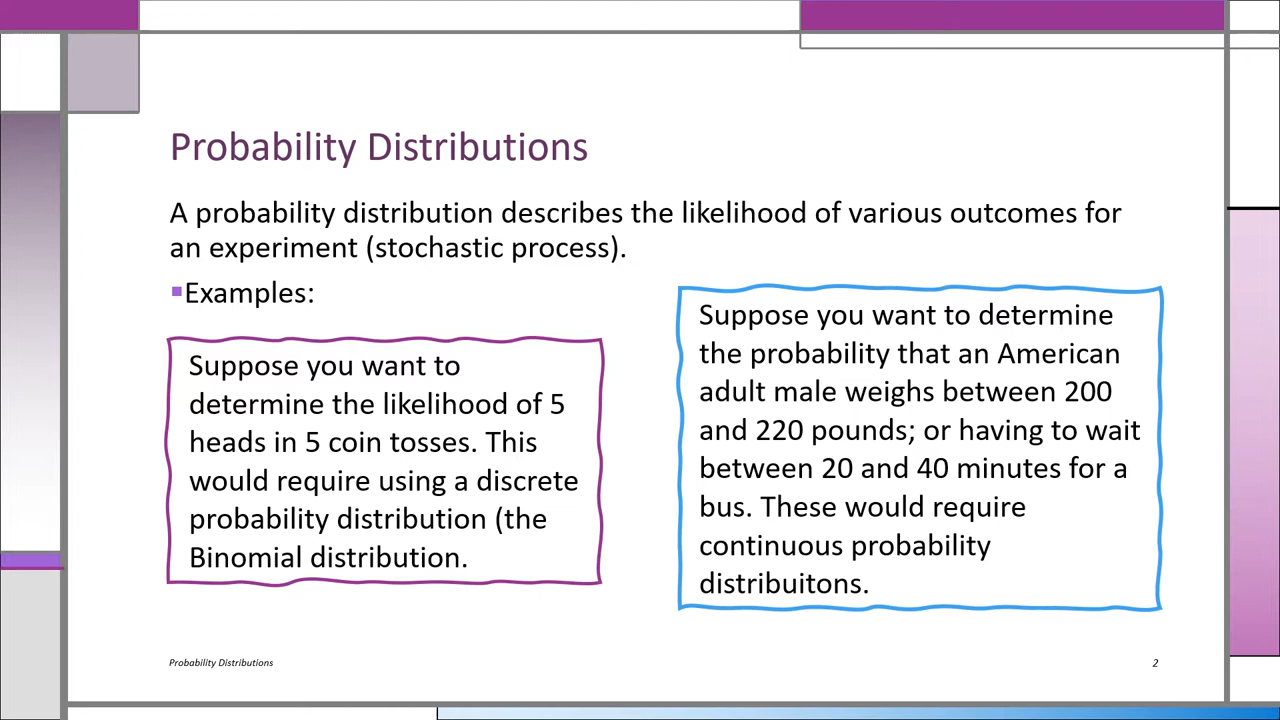 Probability Distributions
A probability distribution describes the likelihood of various outcomes for
an experiment (stochastic process).
▪Examples:
Suppose you want to
determine the likelihood of 5
heads in 5 coin tosses. This
would require using a discrete
probability distribution (the
Binomial distribution.
Suppose you want to determine
the probability that an American
adult male weighs between 200
and 220 pounds; or having to wait
between 20 and 40 minutes for a
bus. These would require
continuous probability
distribuitons.
Probability Distributions
2